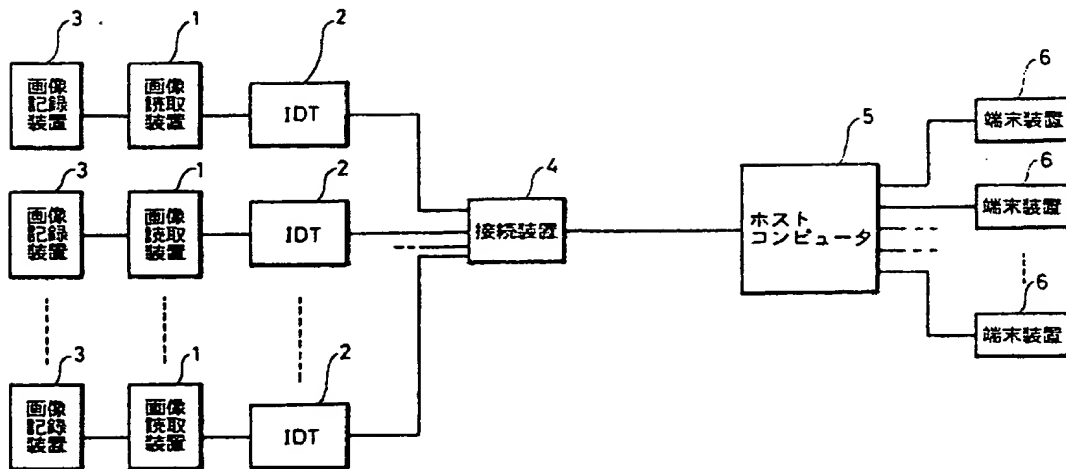 3
1
2
画像
記録
装置
画像
読取
装置
IDT
6
端末装置
3
1
2
4
5
6
画像
記録
装置
画像
読取
装置
IDT
接続装置
ホスト
コンピュータ
端末装置
3
1
2
6
画像
記録
装置
画像
読取
装置
IDT
端末装置